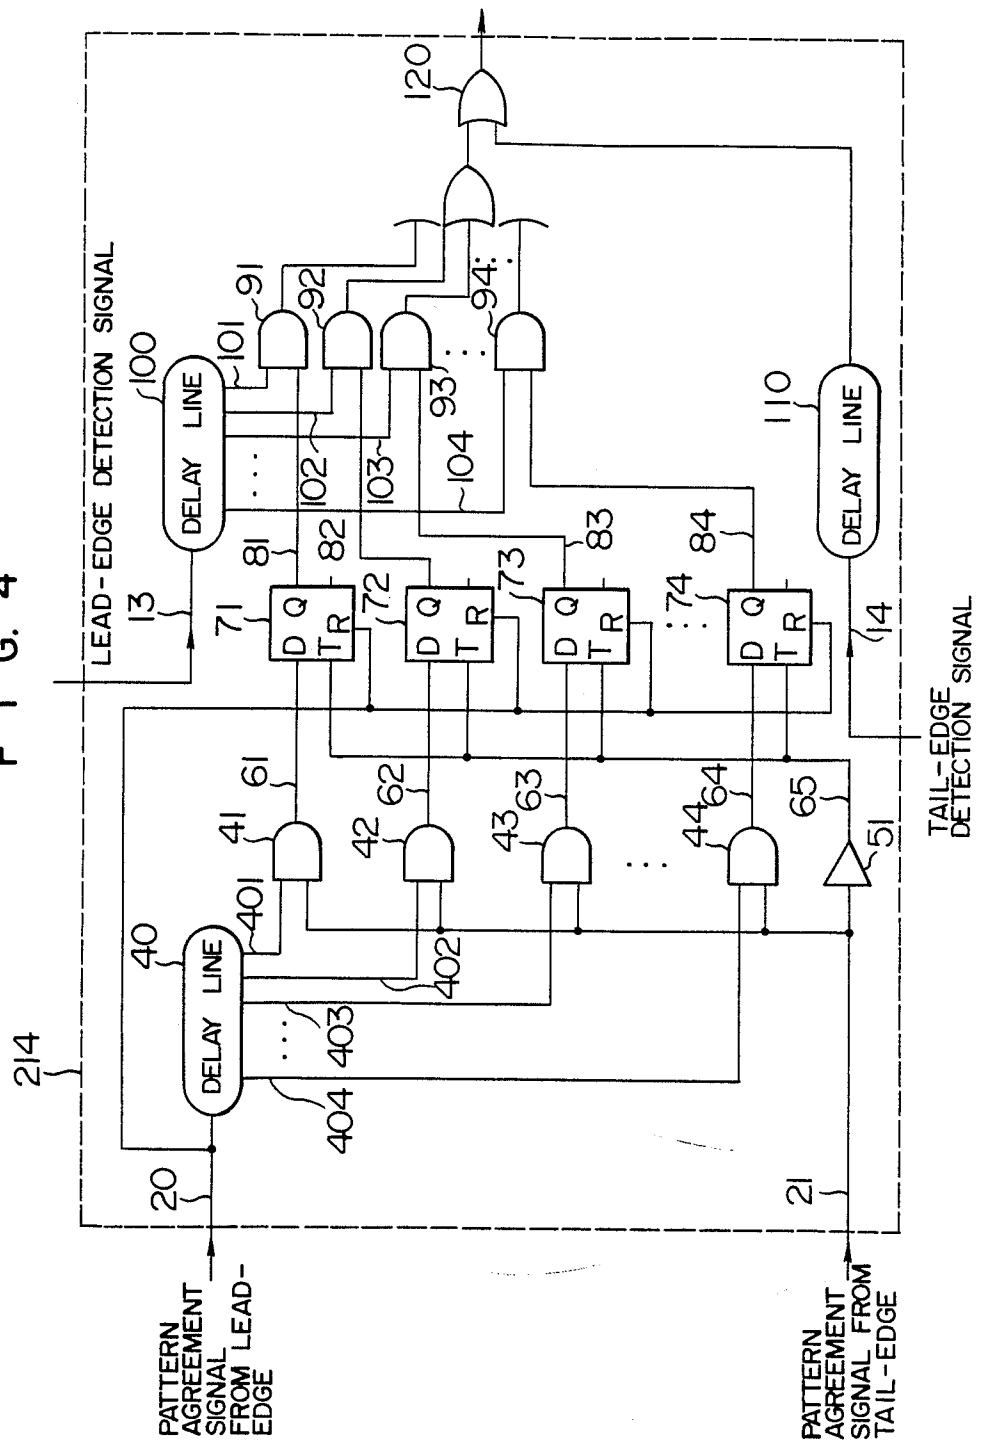 FIG. 4
214
LEAD-EDGE DETECTION SIGNAL
13
100
DELAY LINE
101
102
103
104
91
92
93
94
120
20
40
DELAY LINE
401
402
403
404
41
42
43
44
61
62
63
64
65
51
71
D Q
T R
72
D Q
T R
73
D Q
T R
74
D Q
T R
81
82
83
84
110
DELAY LINE
14
21
PATTERN
AGREEMENT
SIGNAL
FROM LEAD-
EDGE
PATTERN
AGREEMENT
SIGNAL FROM
TAIL-EDGE
TAIL-EDGE
DETECTION SIGNAL